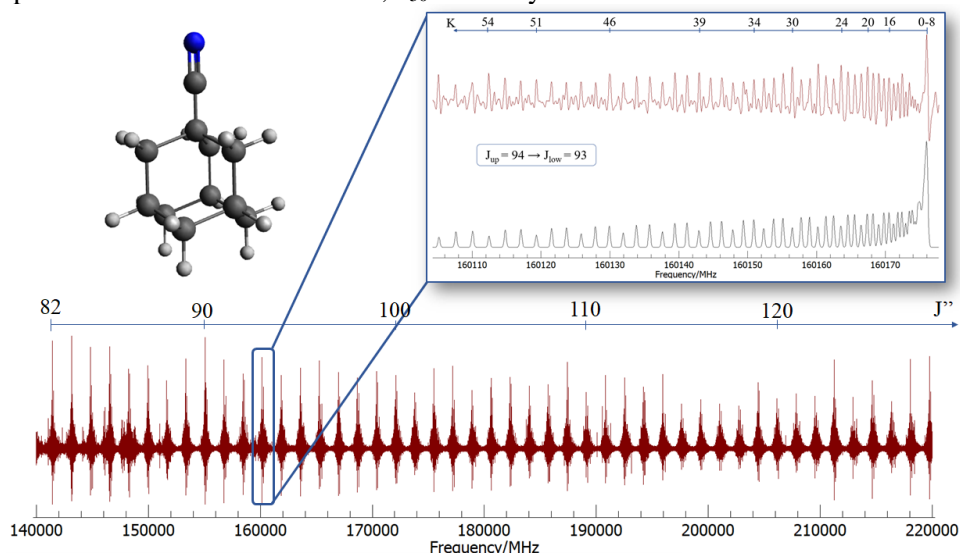 K 54 51 46 39 34 30 24 20 16 0-8
Jup = 94 → Jlow = 93
160110 160120 160130 160140 160150 160160 160170
Frequency/MHz
82 90 100 110 120 J”
140000 150000 160000 170000 180000 190000 200000 210000 220000
Frequency/MHz